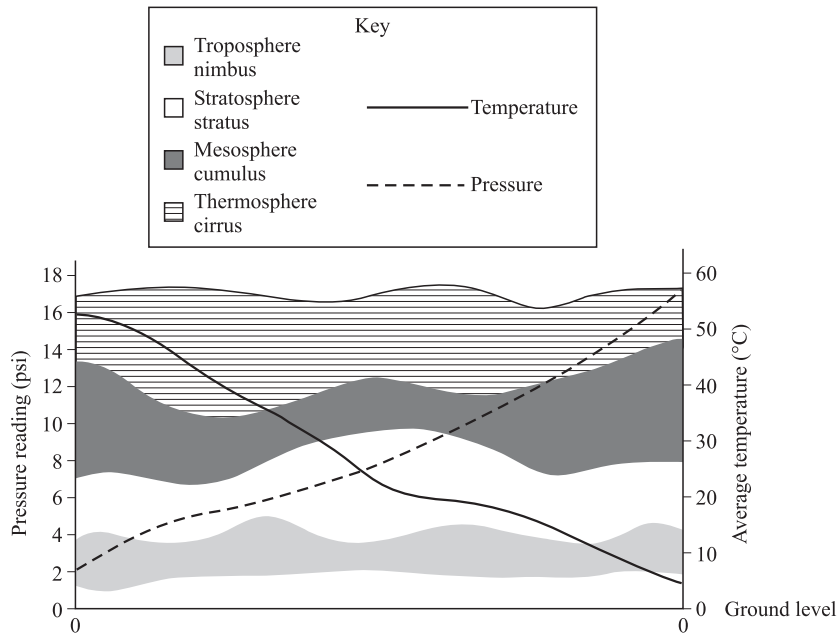 Key
Troposphere
nimbus
Stratosphere
stratus
Mesosphere
cumulus
Thermosphere
cirrus
Temperature
Pressure
Pressure reading (psi)
18
16
14
12
10
8
6
4
2
0
60
50
40
30
20
10
0
Average temperature (°C)
Ground level
0
0